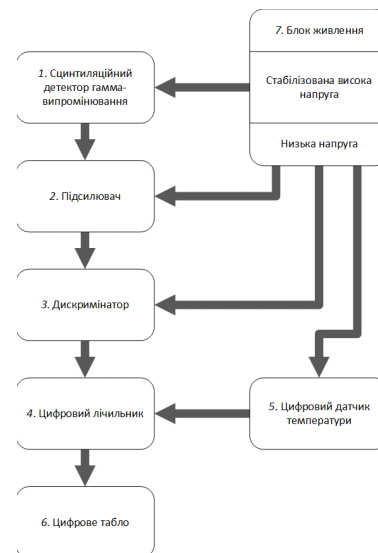 7. Блок живлення
1. Сцинтиляційний
детектор гамма-
випромінювання
Стабілізована висока
напруга
Низька напруга
2. Підсилювач
3. Дискримінатор
4. Цифровий лічильник
5. Цифровий датчик
температури
6. Цифрове табло